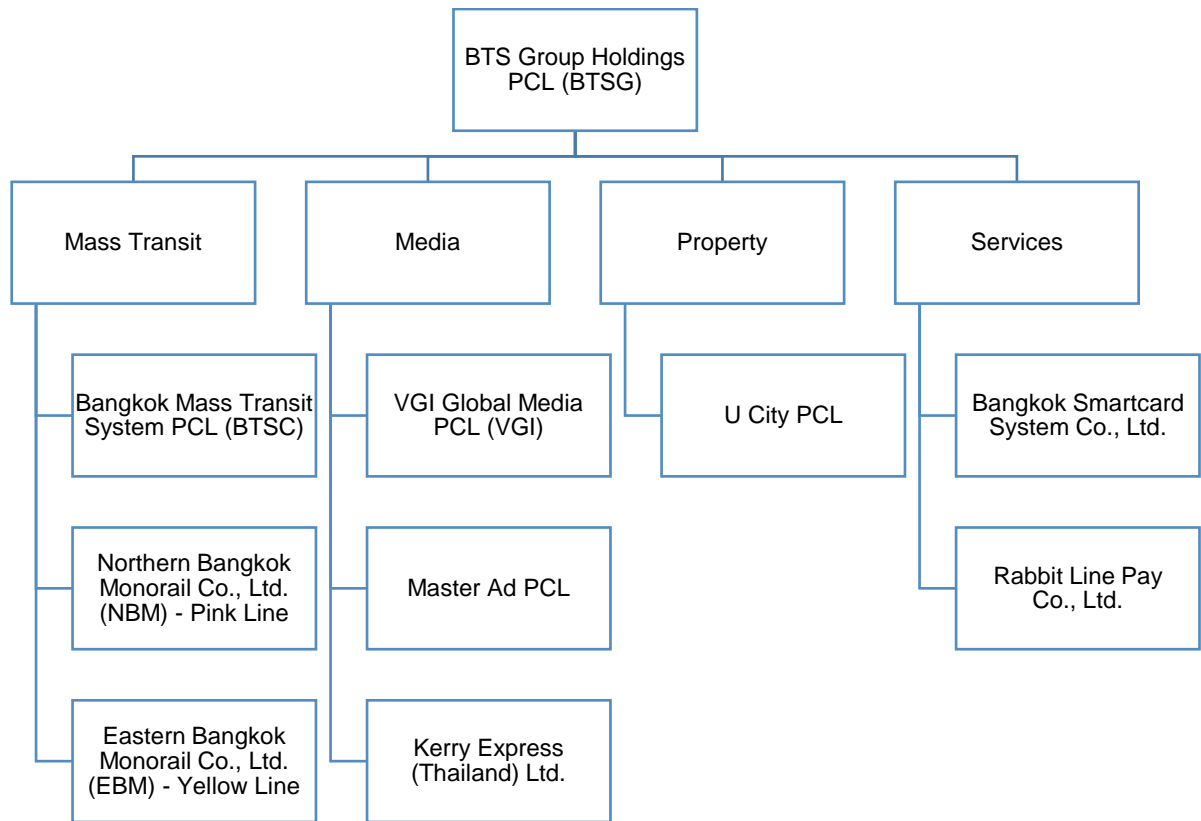 BTS Group Holdings
PCL (BTSG)
Mass Transit
Media
Property
Services
Bangkok Mass Transit
System PCL (BTSC)
VGI Global Media
PCL (VGI)
U City PCL
Bangkok Smartcard
System Co., Ltd.
Northern Bangkok
Monorail Co., Ltd.
(NBM) - Pink Line
Master Ad PCL
Rabbit Line Pay
Co., Ltd.
Eastern Bangkok
Monorail Co., Ltd.
(EBM) - Yellow Line
Kerry Express
(Thailand) Ltd.